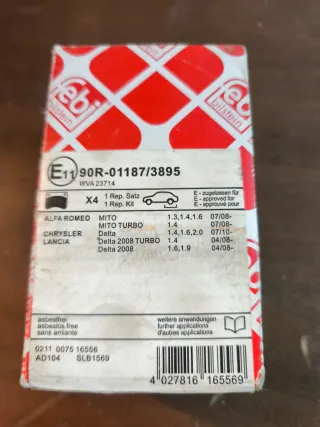 febi
bilstein
febi
bilstein
E11 90R-01187/3895
WVA 23714
X4
1 Rep. Satz
1 Rep. Kit
E - zugelassen für
E - approved for
E - approuvé pour
ALFA ROMEO MITO 1.3,1.4,1.6 07/08-
MITO TURBO 1.4 07/08-
CHRYSLER Delta 1.4,1.6,2.0 07/10-
LANCIA Delta 2008 TURBO 1.4 04/08-
Delta 2008 1.6,1.9 04/08-
asbestfrei
asbestos free
sans amiante
weitere anwendungen
further applications
d'autres applications
0211 0075 16556
AD104 SLB1569
4 027816 165569